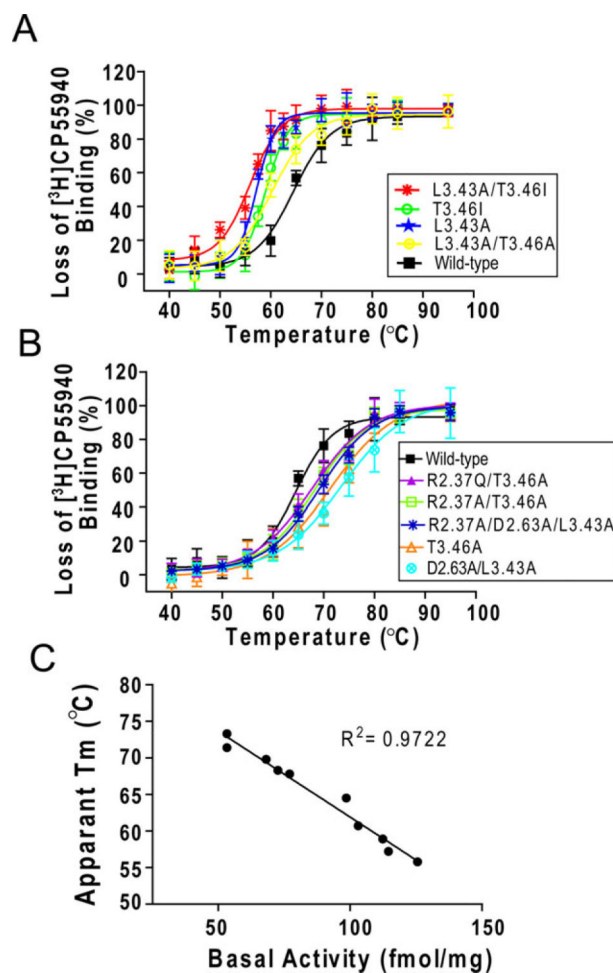 A
Loss of [³H]CP55940
Binding (%)
120
100
80
60
40
20
0
L3.43A/T3.46I
T3.46I
L3.43A
L3.43A/T3.46A
Wild-type
40 50 60 70 80 90 100
Temperature (°C)
B
Loss of [³H]CP55940
Binding (%)
120
100
80
60
40
20
0
Wild-type
R2.37Q/T3.46A
R2.37A/T3.46A
R2.37A/D2.63A/L3.43A
T3.46A
D2.63A/L3.43A
40 50 60 70 80 90 100
Temperature (°C)
C
Apparant Tm (°C)
80
75
70
65
60
55
50
R²= 0.9722
50 100 150
Basal Activity (fmol/mg)